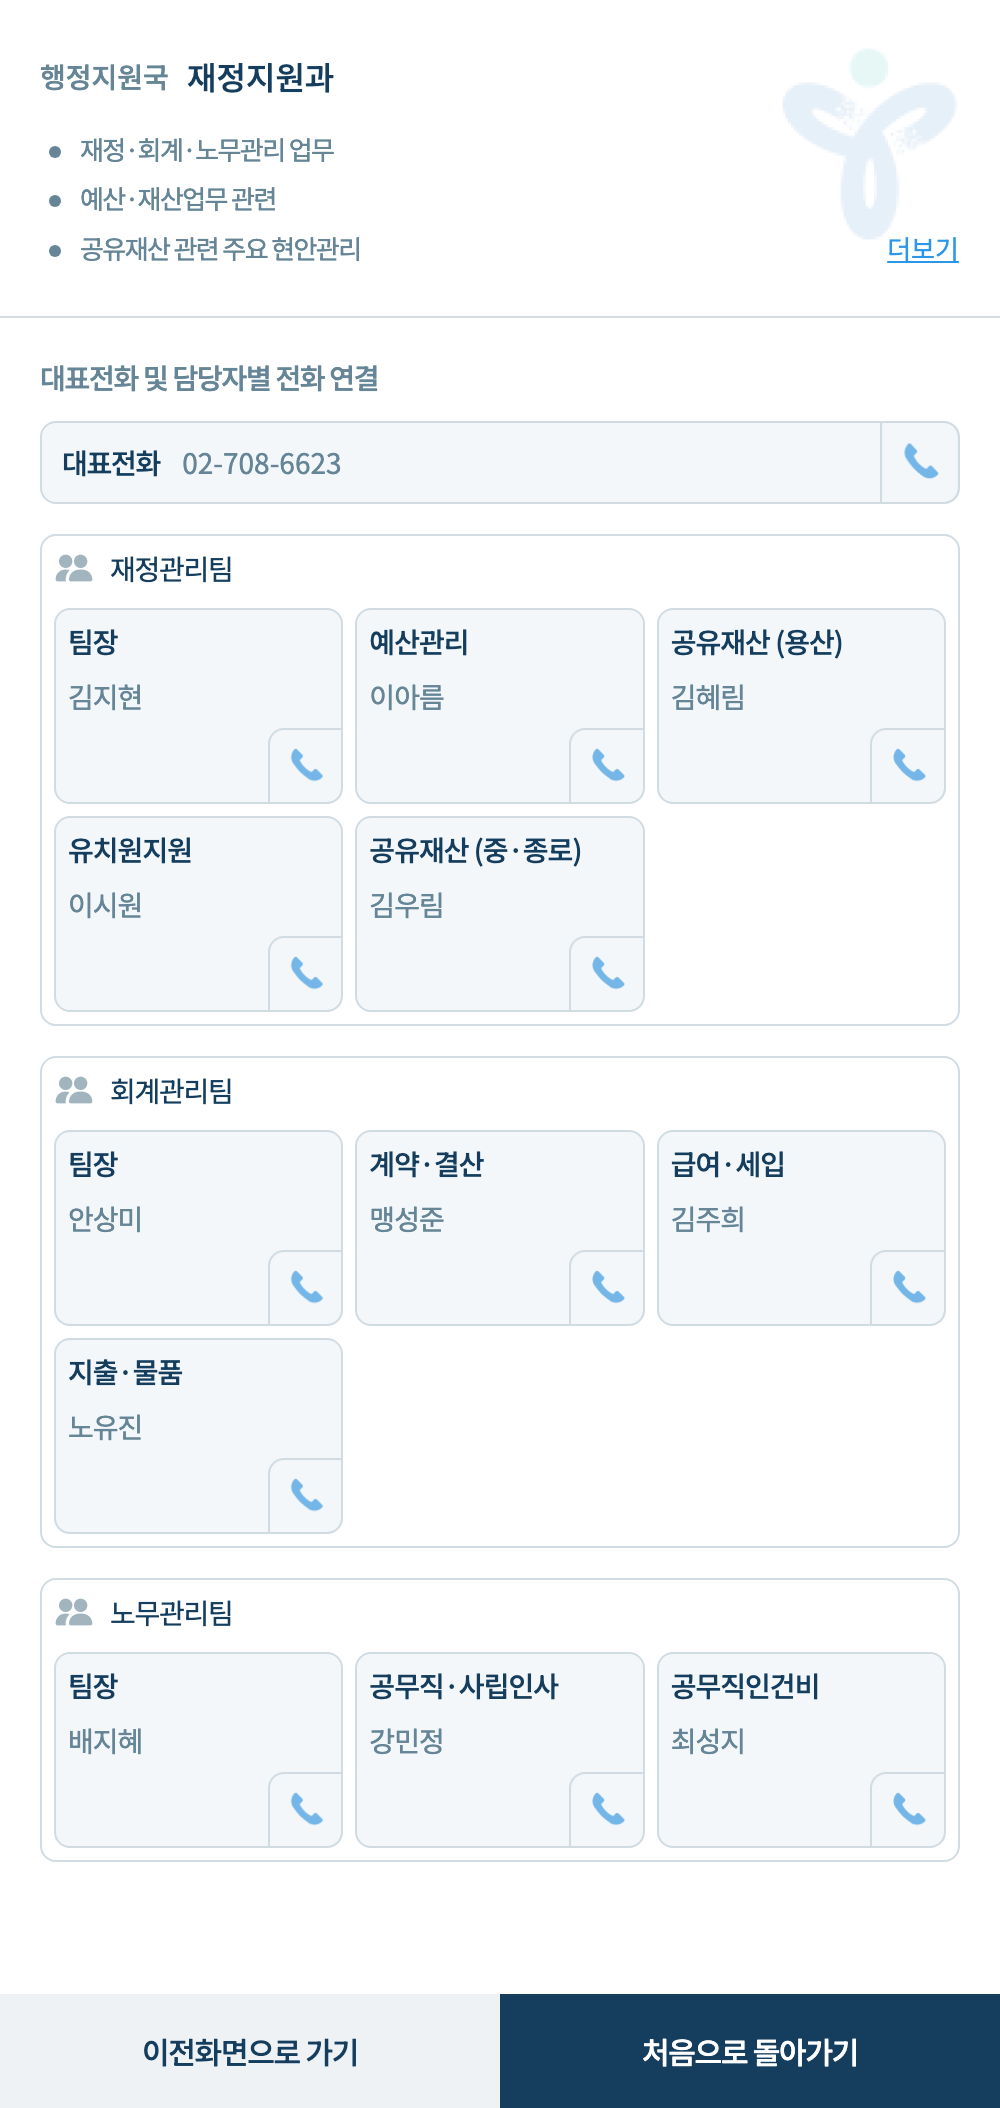 행정지원국 재정지원과
재정·회계·노무관리 업무
예산·재산업무 관련
공유재산 관련 주요 현안관리
더보기
대표전화 및 담당자별 전화 연결
대표전화 02-708-6623
재정관리팀
팀장
김지현
예산관리
이아름
공유재산 (용산)
김혜림
유치원지원
이시원
공유재산 (중·종로)
김우림
회계관리팀
팀장
안상미
계약·결산
맹성준
급여·세입
김주희
지출·물품
노유진
노무관리팀
팀장
배지혜
공무직·사립인사
강민정
공무직인건비
최성지
이전화면으로 가기
처음으로 돌아가기